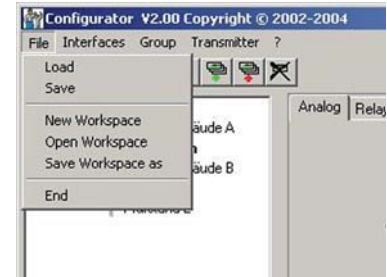 Configurator V2.00 Copyright © 2002-2004
File Interfaces Group Transmitter ?
Load
Save
New Workspace
Open Workspace
Save Workspace as
End
äude A
äude B
Analog Relay